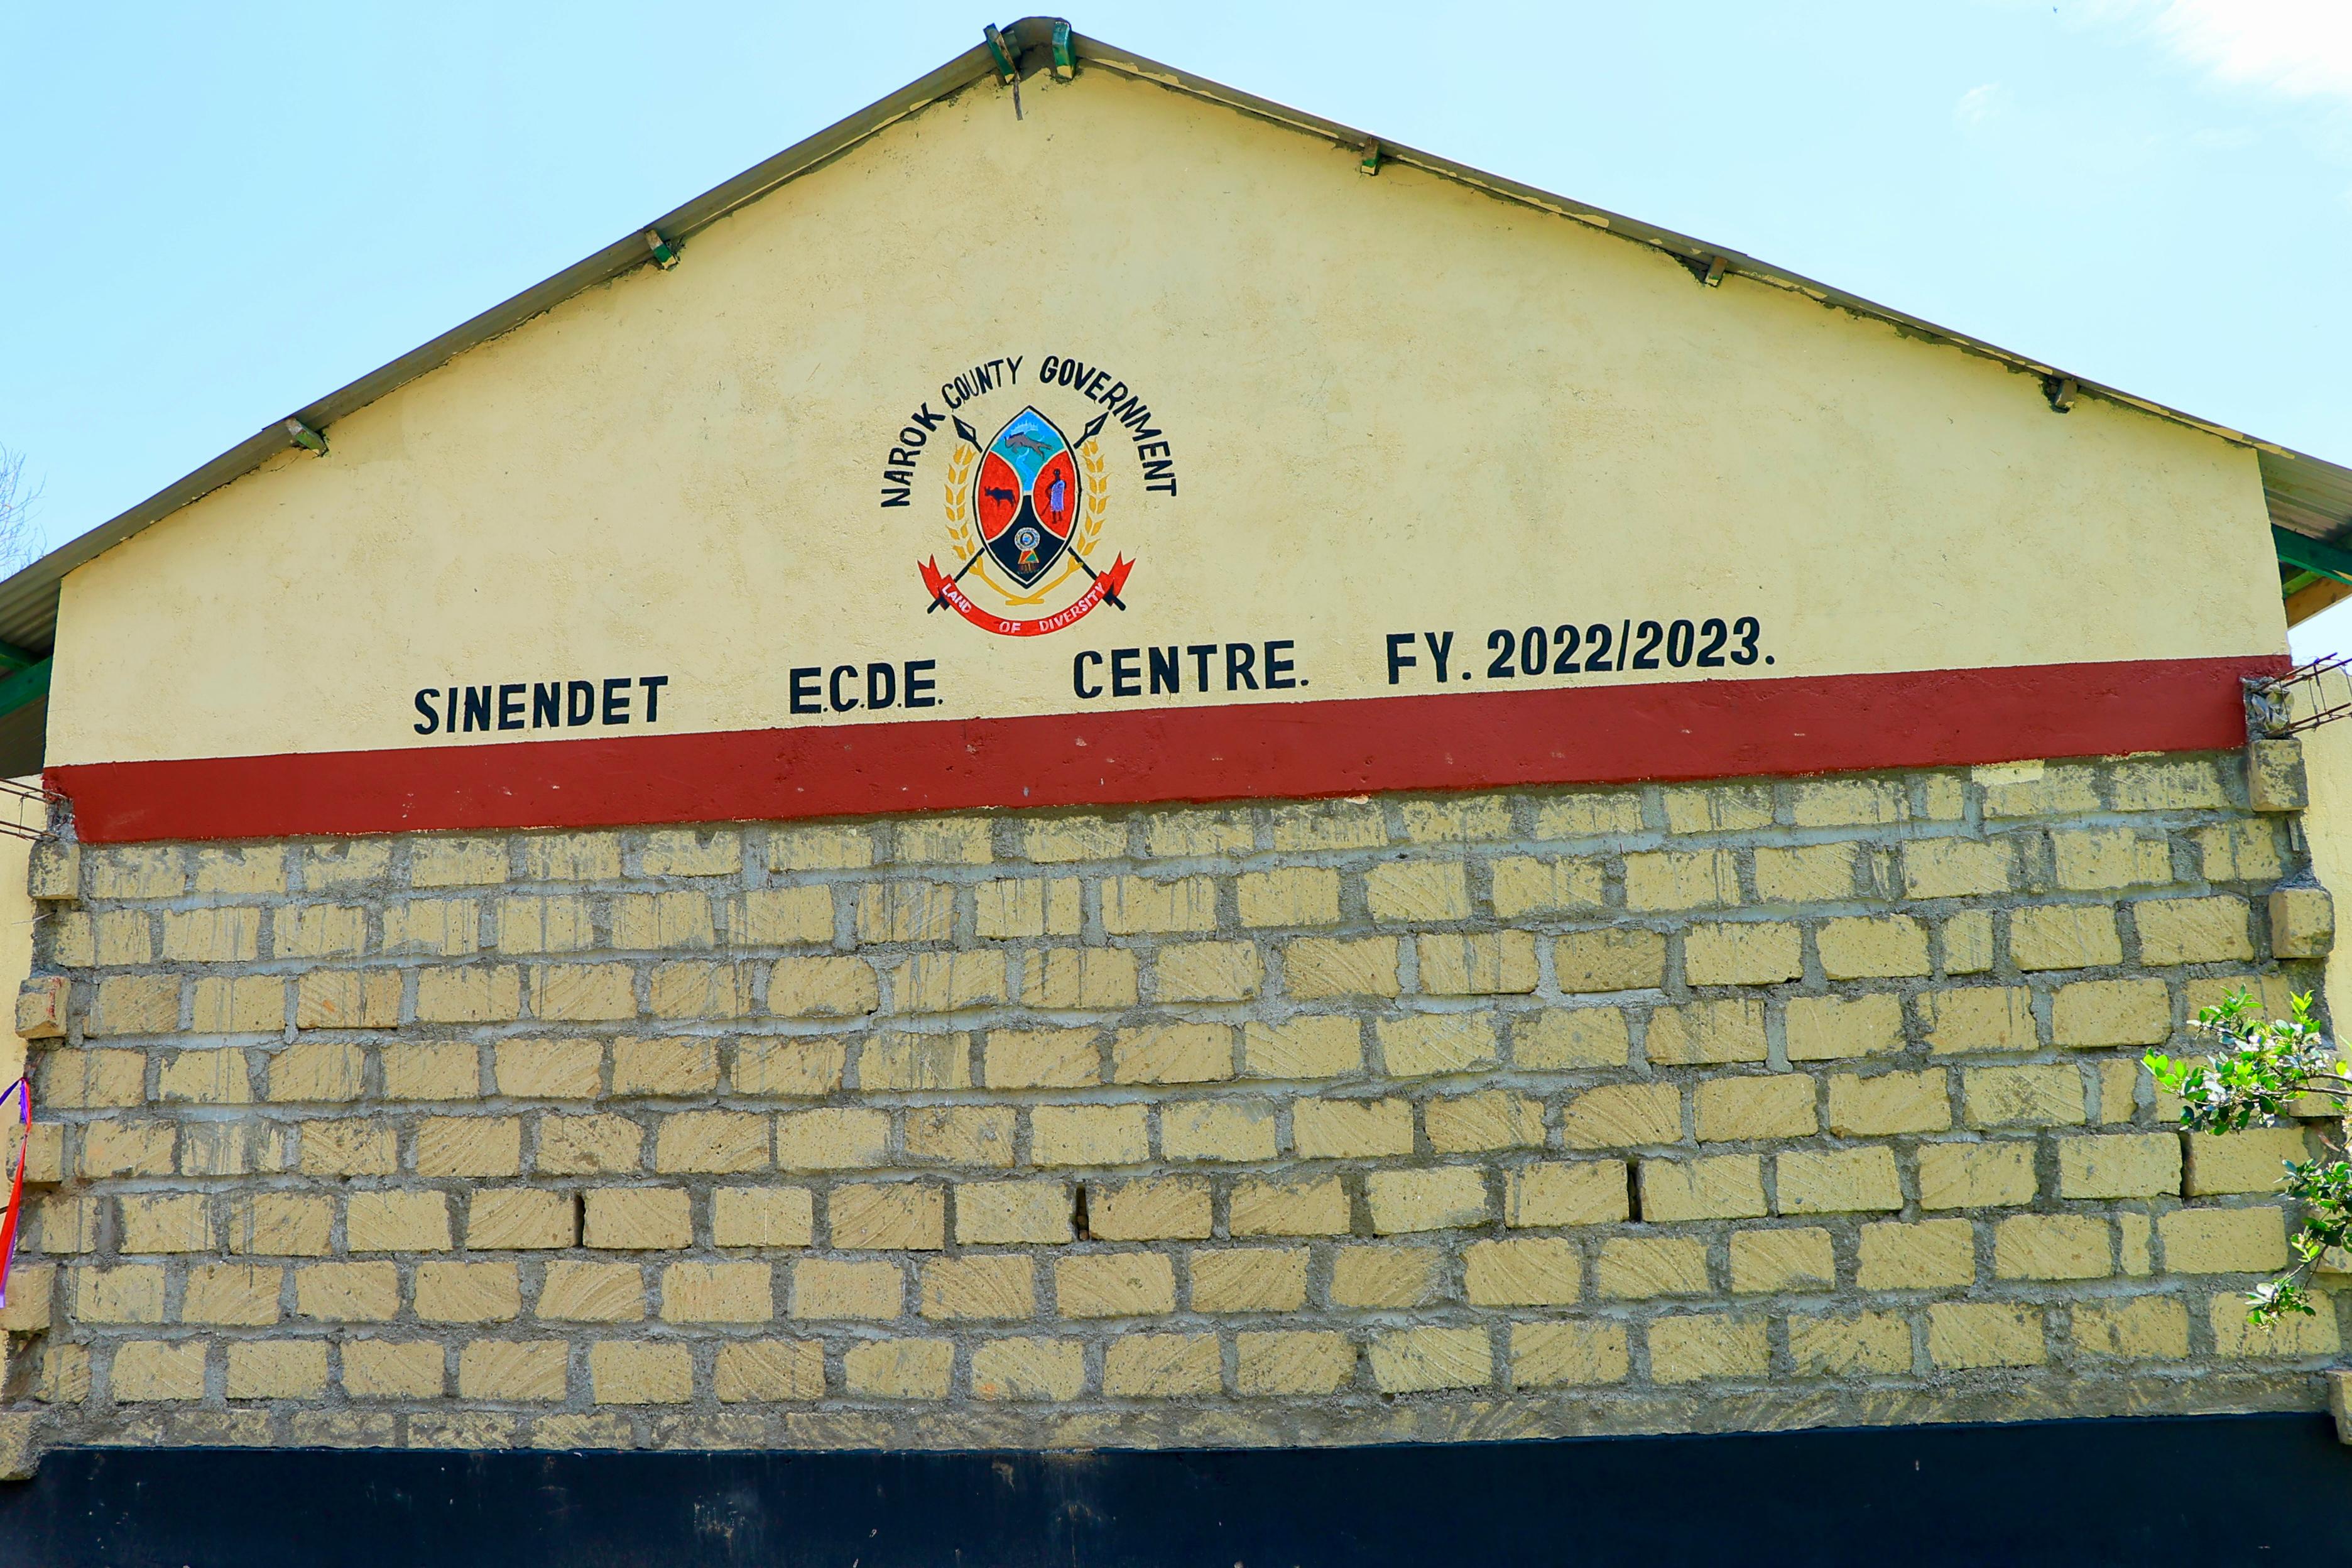 NAROK COUNTY GOVERNMENT
LAND OF DIVERSITY
SINENDET E.C.D.E. CENTRE. FY. 2022/2023.